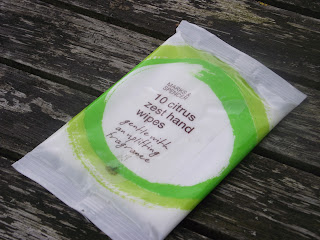 MARKS &
SPENCER
10 citrus
zest hand
wipes
gentle with
an uplifting
fragrance